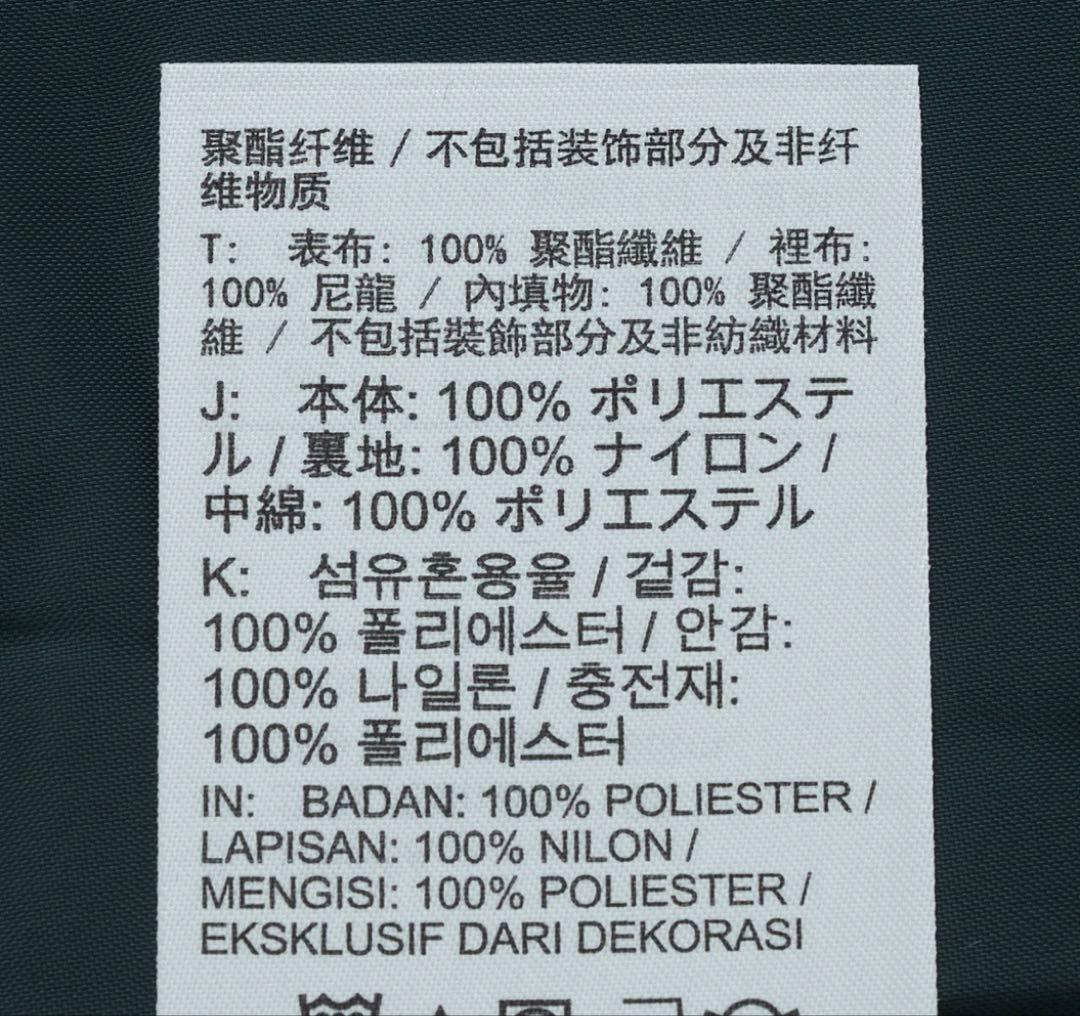 聚酯纤维 / 不包括装饰部分及非纤
维物质
T: 表布: 100% 聚酯纖維 / 裡布:
100% 尼龍 / 內填物: 100% 聚酯纖
維 / 不包括裝飾部分及非紡織材料
J: 本体: 100% ポリエステ
ル / 裏地: 100% ナイロン /
中綿: 100% ポリエステル
K: 섬유혼용율 / 겉감:
100% 폴리에스터 / 안감:
100% 나일론 / 충전재:
100% 폴리에스터
IN: BADAN: 100% POLIESTER /
LAPISAN: 100% NILON /
MENGISI: 100% POLIESTER /
EKSKLUSIF DARI DEKORASI